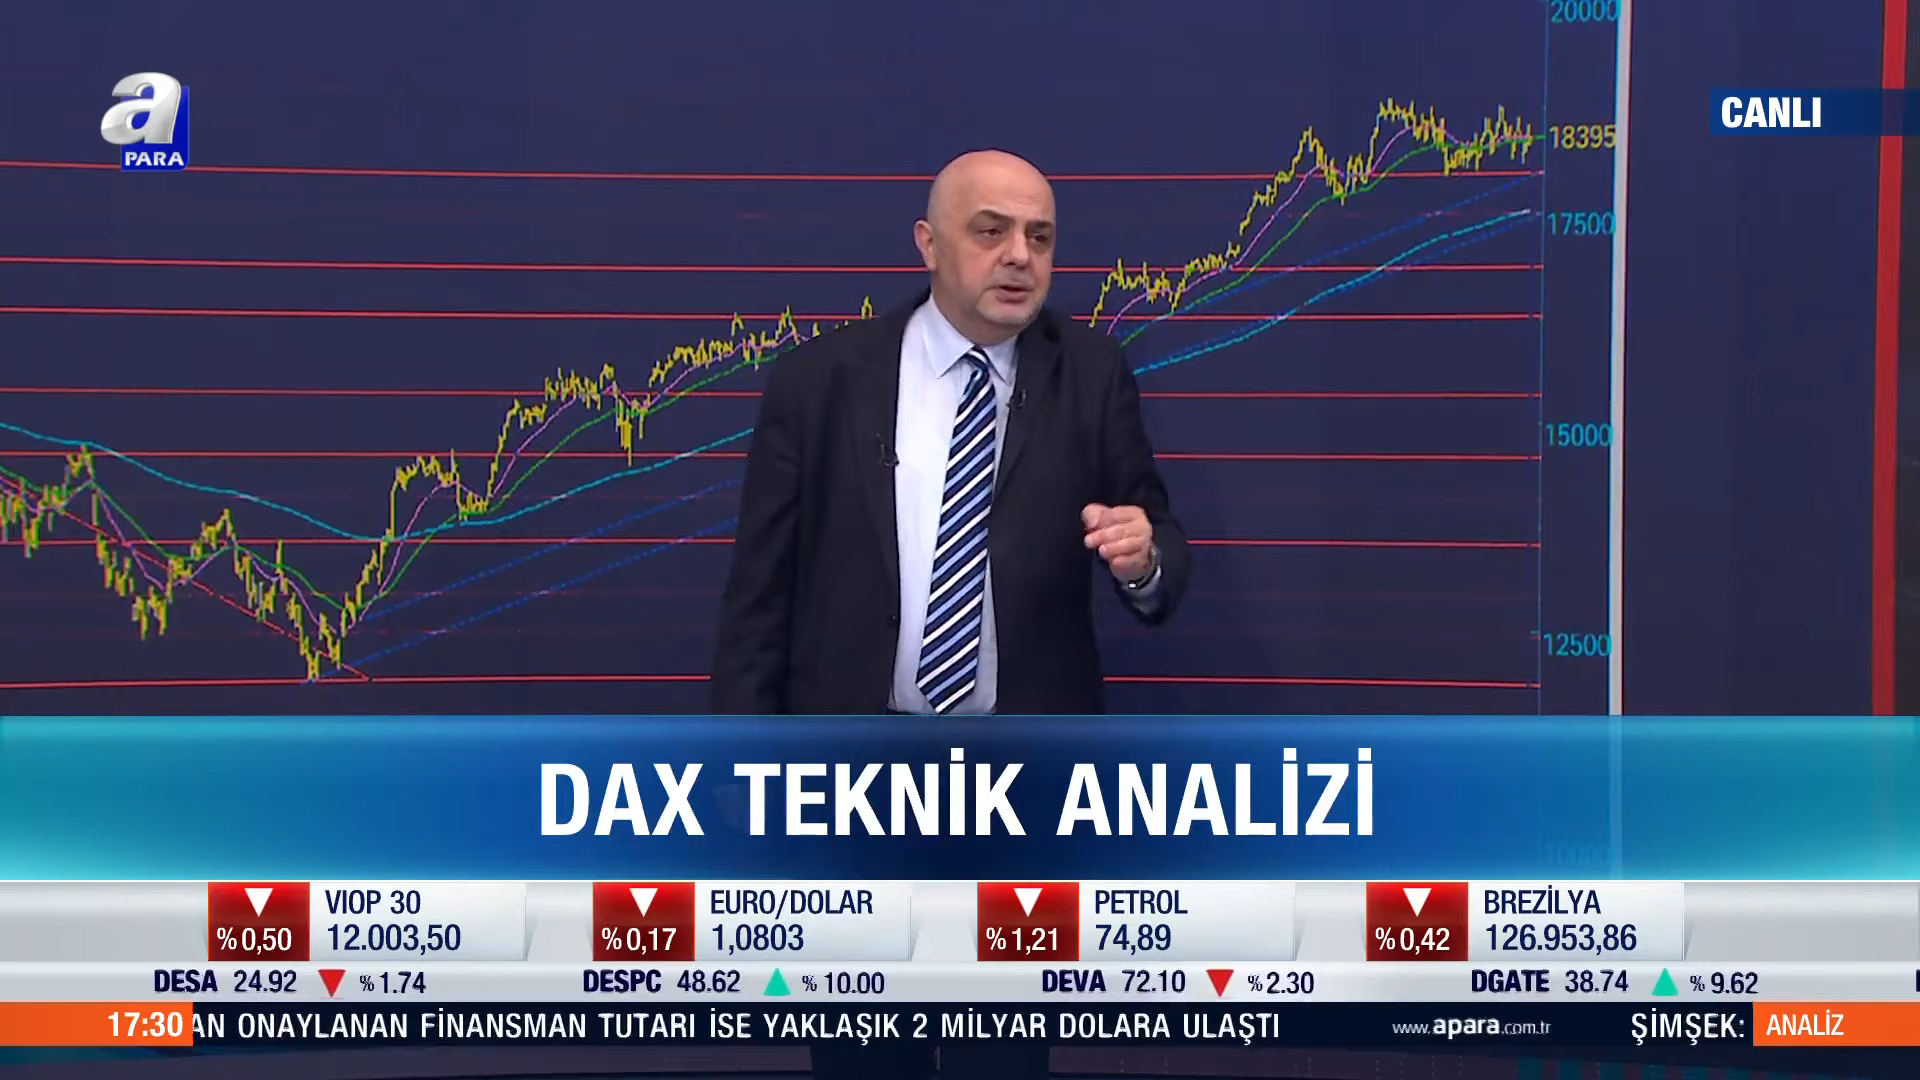 20000
a
PARA
CANLI
18395
17500
15000
12500
DAX TEKNİK ANALİZİ
10000
%0,50 VIOP 30 12.003,50
%0,17 EURO/DOLAR 1,0803
%1,21 PETROL 74,89
%0,42 BREZİLYA 126.953,86
DESA 24.92 %1.74 DESPC 48.62 % 10.00 DEVA 72.10 %2.30 DGATE 38.74 % 9.62
17:30 AN ONAYLANAN FİNANSMAN TUTARI İSE YAKLAŞIK 2 MİLYAR DOLARA ULAŞTI www.apara.com.tr ŞİMŞEK: ANALİZ